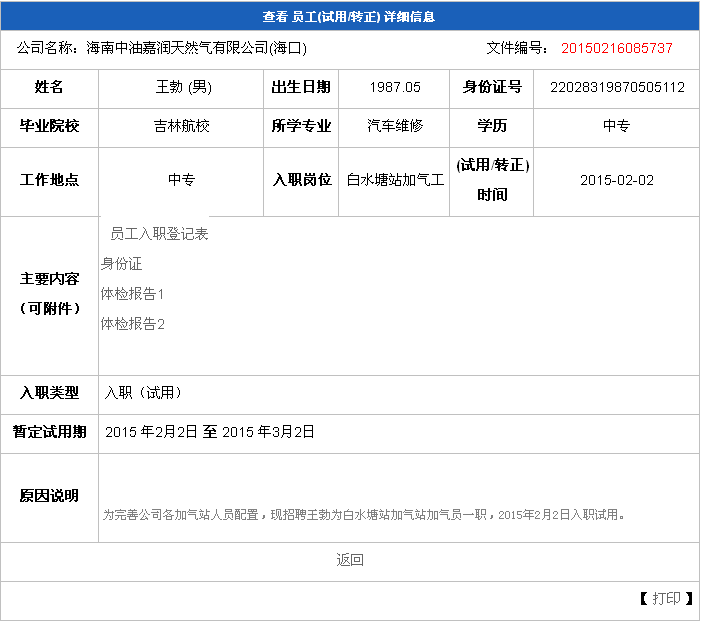 查看 员工(试用/转正) 详细信息
公司名称：海南中油嘉润天然气有限公司(海口) 文件编号： 20150216085737
姓名 王勃 (男) 出生日期 1987.05 身份证号 22028319870505112
毕业院校 吉林航校 所学专业 汽车维修 学历 中专
工作地点 中专 入职岗位 白水塘站加气工 (试用/转正) 时间 2015-02-02
主要内容
（可附件）
员工入职登记表
身份证
体检报告1
体检报告2
入职类型 入职（试用）
暂定试用期 2015 年2月2日 至 2015 年3月2日
原因说明
为完善公司各加气站人员配置，现招聘王勃为白水塘站加气站加气员一职，2015年2月2日入职试用。
返回
【 打印 】